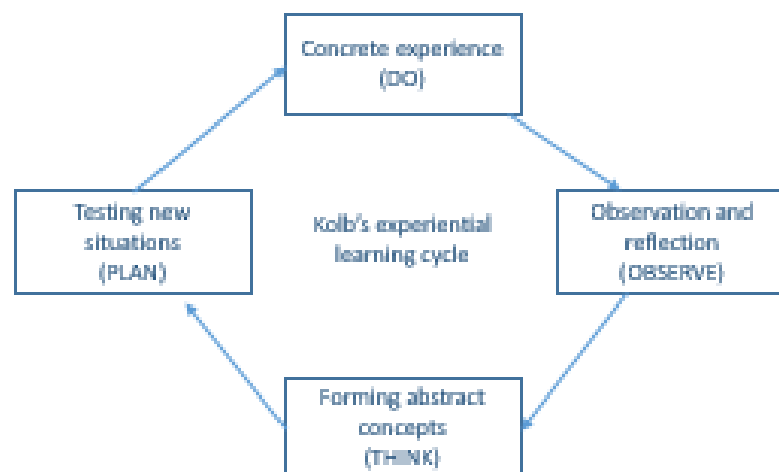 Concrete experience
(DO)
Testing new
situations
(PLAN)
Kolb's experiential
learning cycle
Observation and
reflection
(OBSERVE)
Forming abstract
concepts
(THINK)